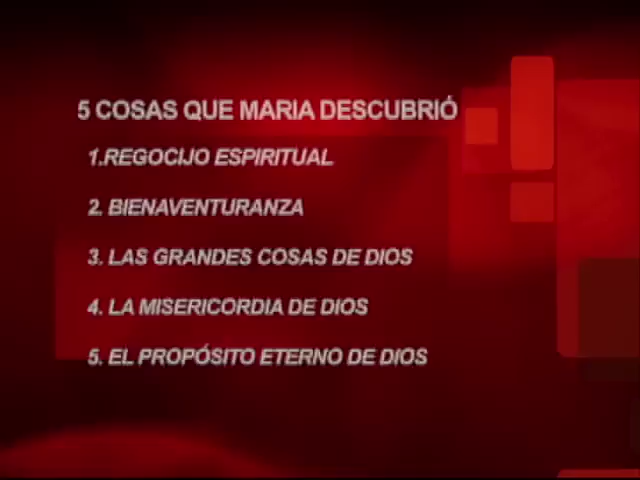 5 COSAS QUE MARIA DESCUBRIÓ
1.REGOCIJO ESPIRITUAL
2. BIENAVENTURANZA
3. LAS GRANDES COSAS DE DIOS
4. LA MISERICORDIA DE DIOS
5. EL PROPÓSITO ETERNO DE DIOS